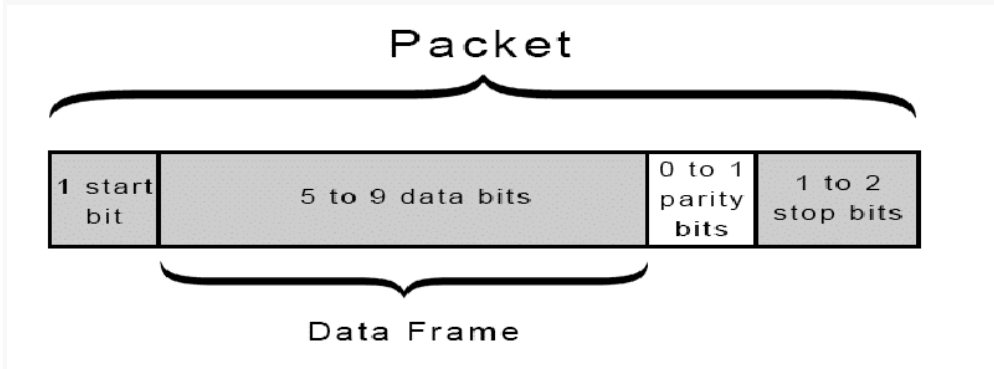 Packet
1 start
bit
5 to 9 data bits
0 to 1
parity
bits
1 to 2
stop bits
Data Frame